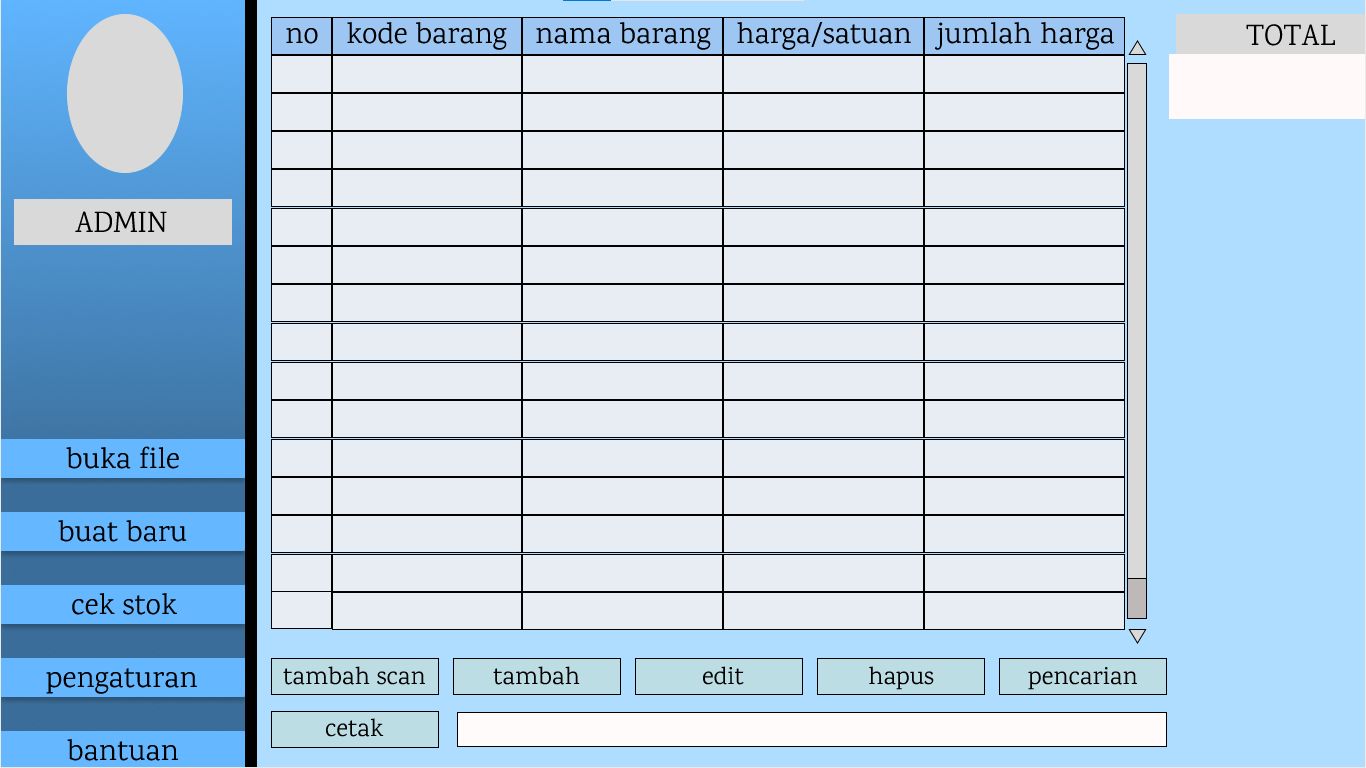 ADMIN
buka file
buat baru
cek stok
pengaturan
bantuan
no kode barang nama barang harga/satuan jumlah harga
tambah scan tambah edit hapus pencarian
cetak
TOTAL